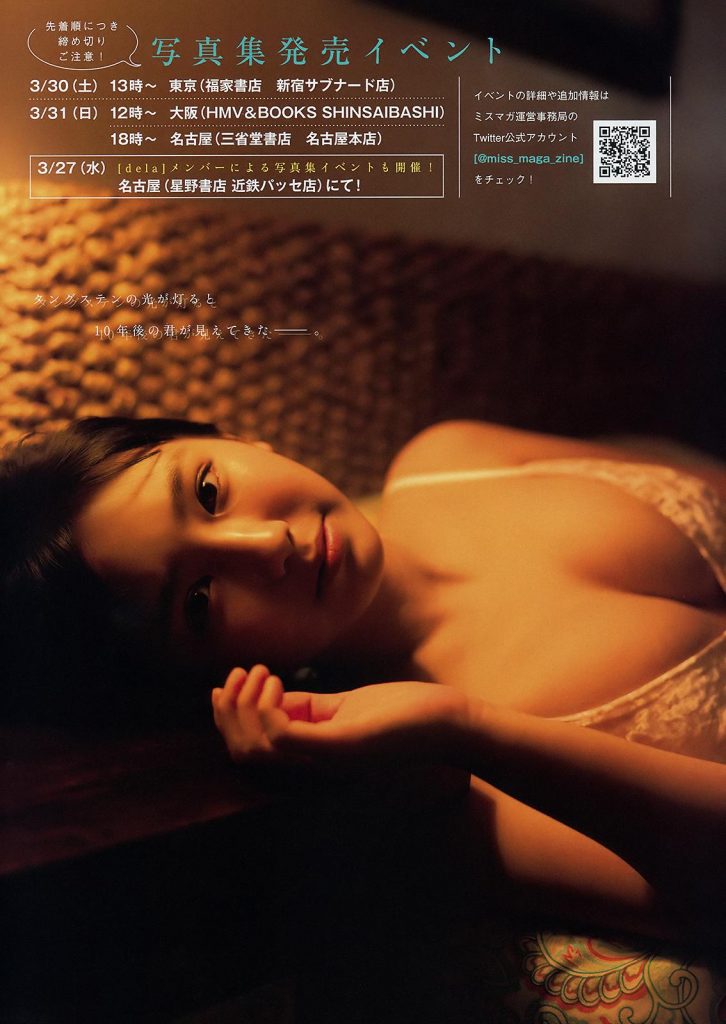 先着順につき
締め切り
ご注意！
写真集発売イベント
3/30（土） 13時〜 東京（福家書店 新宿サブナード店）
3/31（日） 12時〜 大阪（HMV&BOOKS SHINSAIBASHI）
18時〜 名古屋（三省堂書店 名古屋本店）
3/27（水） ［dela］メンバーによる写真集イベントも開催！
名古屋（星野書店 近鉄パッセ店）にて！
イベントの詳細や追加情報は
ミスマガ運営事務局の
Twitter公式アカウント
［@miss_maga_zine］
をチェック！
タングステンの光が灯ると
10年後の君が見えてきた――。